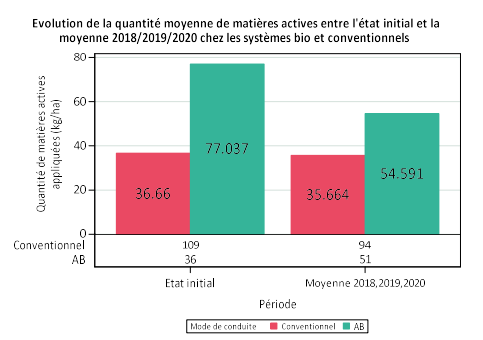 Evolution de la quantité moyenne de matières actives entre l'état initial et la
moyenne 2018/2019/2020 chez les systèmes bio et conventionnels
Quantité de matières actives
appliquees (kg/ha)
80
60
40
20
0
36.66
77.037
35.664
54.591
Conventionnel 109 94
AB 36 51
Etat initial Moyenne 2018,2019,2020
Période
Mode de conduite Conventionnel AB